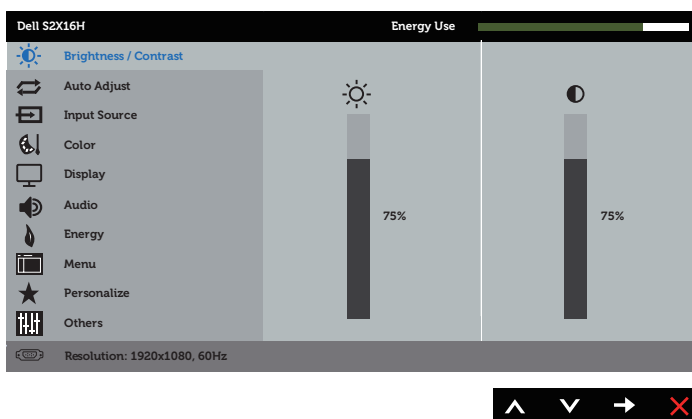 Dell S2X16H
Energy Use
Brightness / Contrast
Auto Adjust
Input Source
Color
Display
Audio
75%
75%
Energy
Menu
Personalize
Others
Resolution: 1920x1080, 60Hz